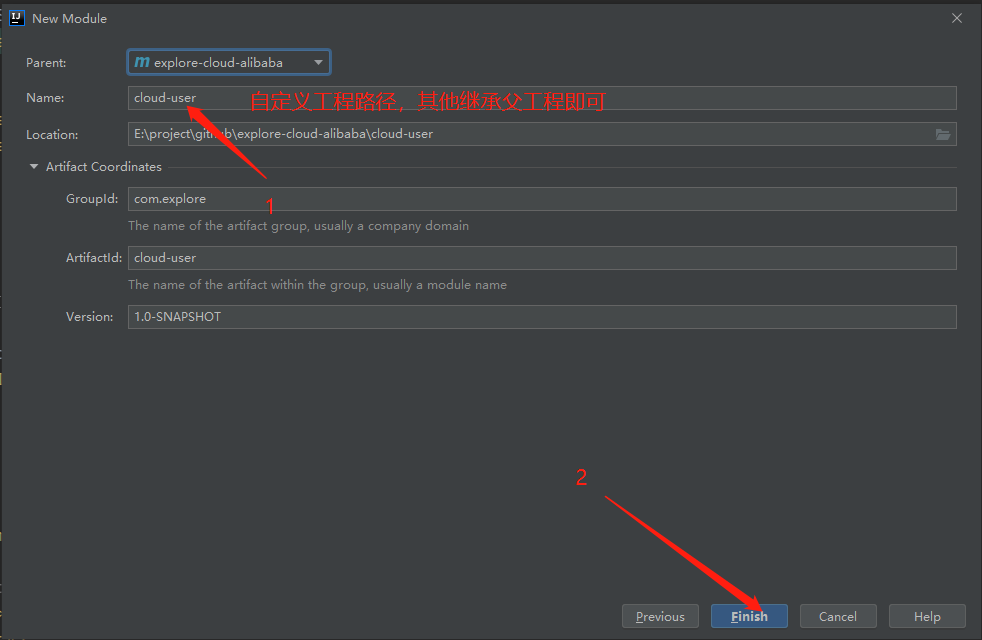 New Module
Parent: m explore-cloud-alibaba
Name: cloud-user
自定义工程路径，其他继承父工程即可
Location: E:\project\github\explore-cloud-alibaba\cloud-user
Artifact Coordinates
GroupId: com.explore
1
The name of the artifact group, usually a company domain
ArtifactId: cloud-user
The name of the artifact within the group, usually a module name
Version: 1.0-SNAPSHOT
2
Previous Finish Cancel Help